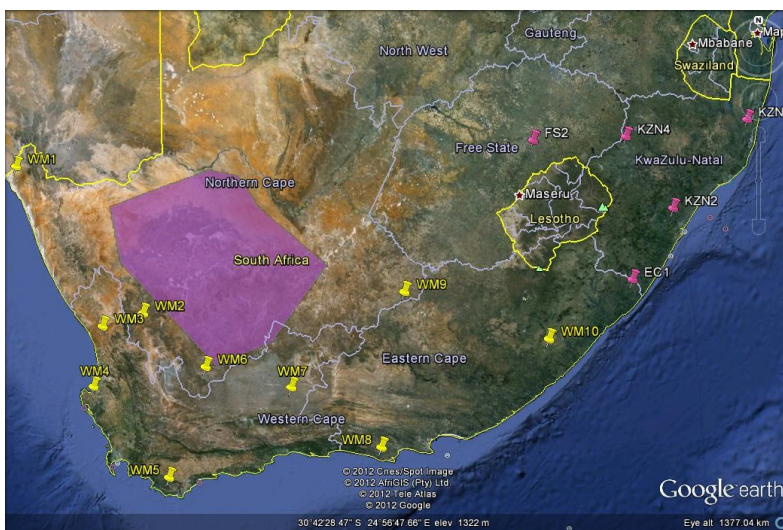 Gauteng
North West
Mbabane
Map
N
Swaziland
KZN
FS2
KZN4
Free State
KwaZulu-Natal
WM1
Northern Cape
Maseru
KZN2
Lesotho
South Africa
EC1
WM9
WM2
WM3
WM10
WM6
Eastern Cape
WM7
WM4
Western Cape
WM8
WM5
© 2012 Cnes/Spot Image
© 2012 AfriGIS (Pty) Ltd.
© 2012 Tele Atlas
© 2012 Google
Google earth
30°42'28.47" S 24°56'47.66" E elev 1322 m
Eye alt 1377.04 km